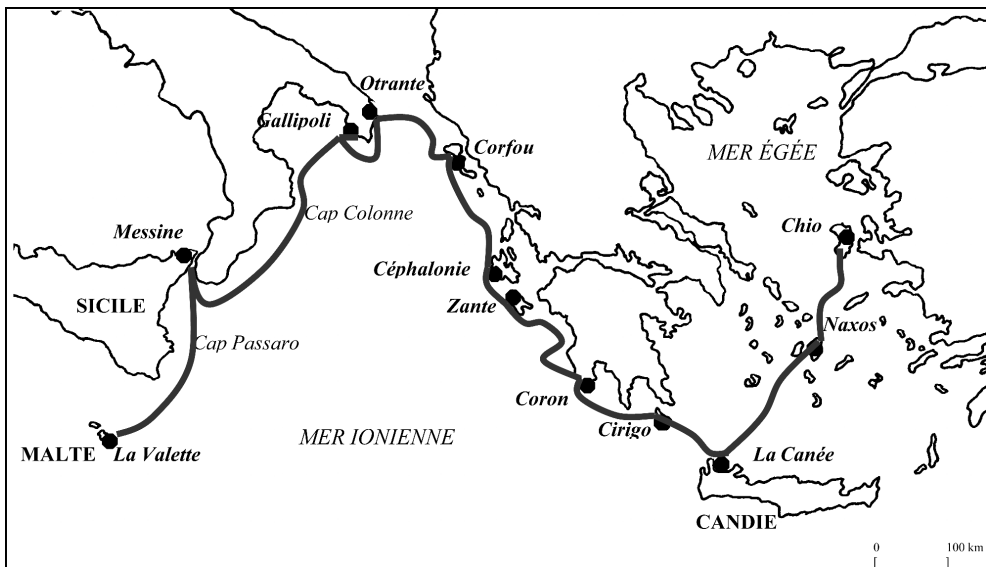 Otrante
Gallipoli
Corfou
MER ÉGÉE
Cap Colonne
Chio
Messine
Céphalonie
SICILE
Zante
Naxos
Cap Passaro
Coron
Cirigo
MER IONIENNE
MALTE La Valette
La Canée
CANDIE
0 100 km